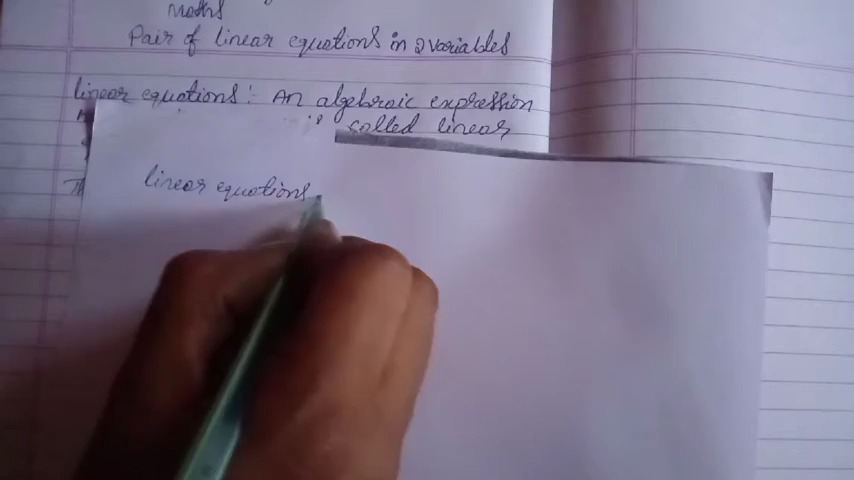 Maths
Pair of linear equations in 2 variables
linear equations: An algebraic expression
called linear
linear equations